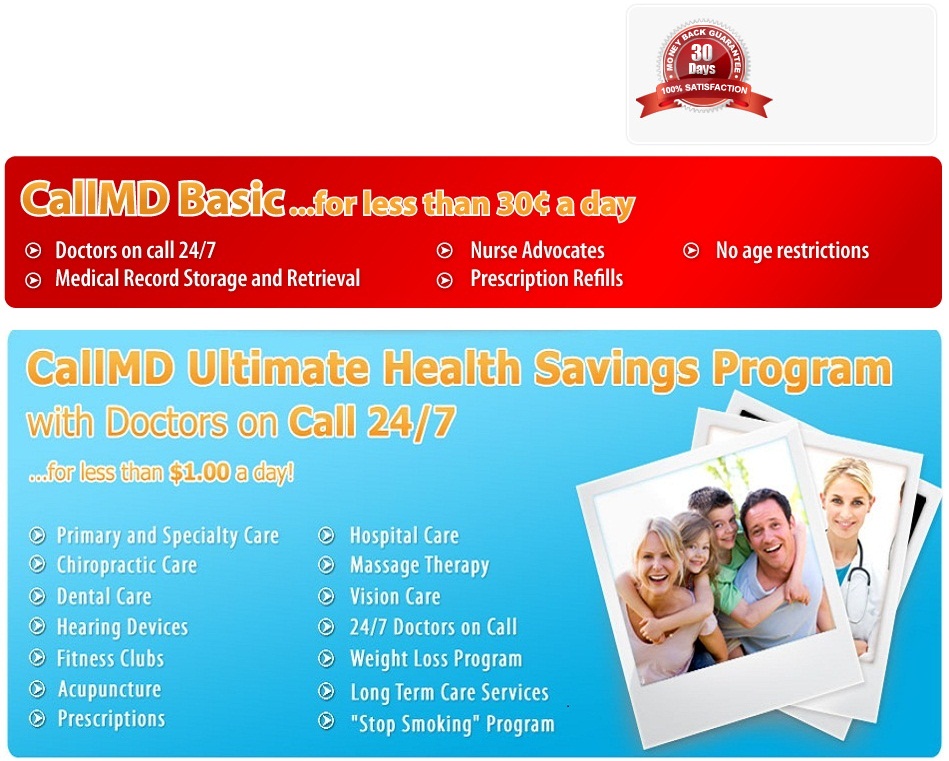 MONEY BACK GUARANTEE
30
Days
100% SATISFACTION
CallMD Basic ...for less than 30¢ a day
Doctors on call 24/7
Medical Record Storage and Retrieval
Nurse Advocates
Prescription Refills
No age restrictions
CallMD Ultimate Health Savings Program
with Doctors on Call 24/7
...for less than $1.00 a day!
Primary and Specialty Care
Chiropractic Care
Dental Care
Hearing Devices
Fitness Clubs
Acupuncture
Prescriptions
Hospital Care
Massage Therapy
Vision Care
24/7 Doctors on Call
Weight Loss Program
Long Term Care Services
"Stop Smoking" Program